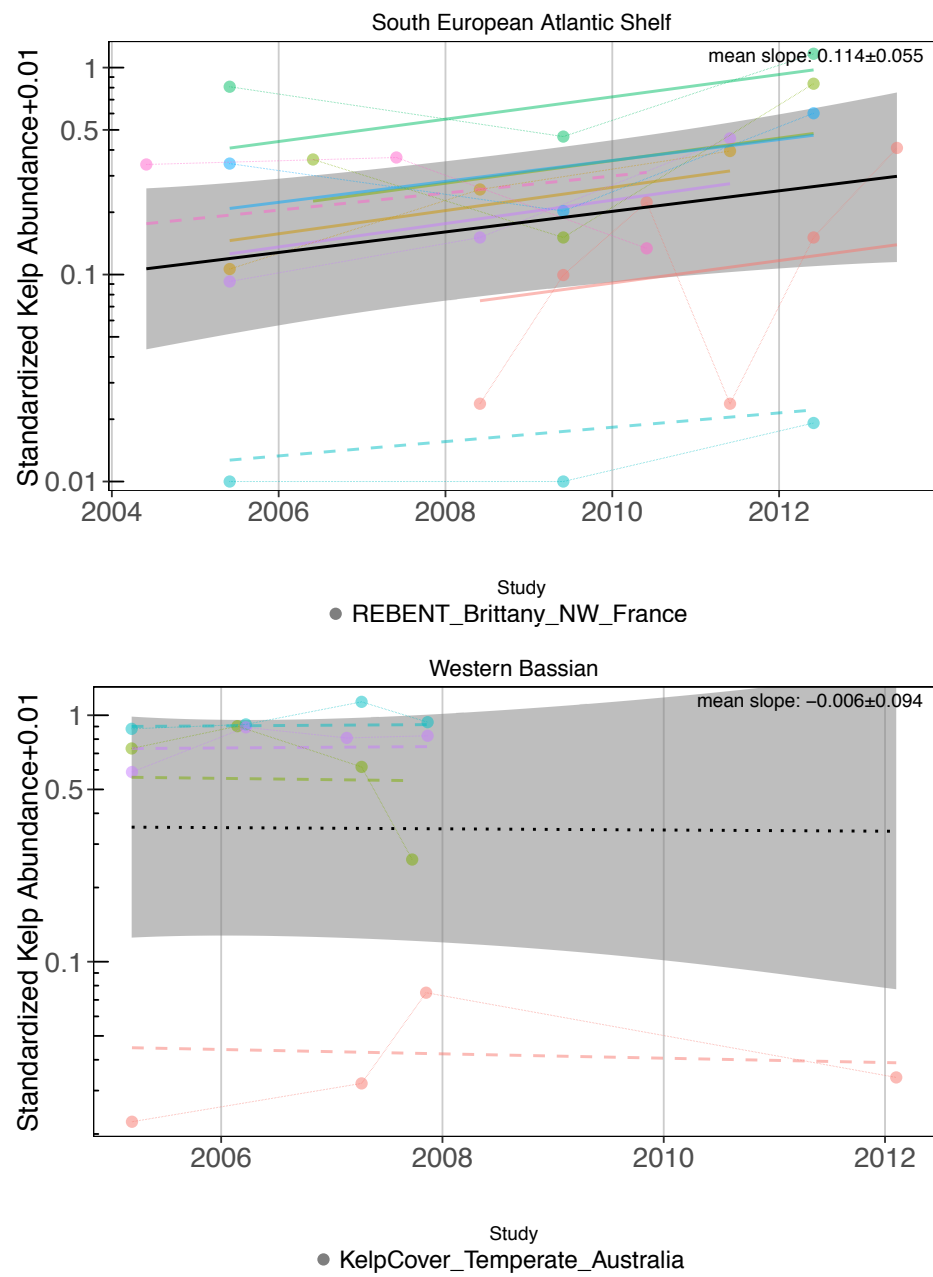 South European Atlantic Shelf
mean slope: 0.114±0.055
Standardized Kelp Abundance+0.01
1
0.5
0.1
0.01
2004 2006 2008 2010 2012
Study
REBENT_Brittany_NW_France
Western Bassian
mean slope: −0.006±0.094
Standardized Kelp Abundance+0.01
1
0.5
0.1
2006 2008 2010 2012
Study
KelpCover_Temperate_Australia